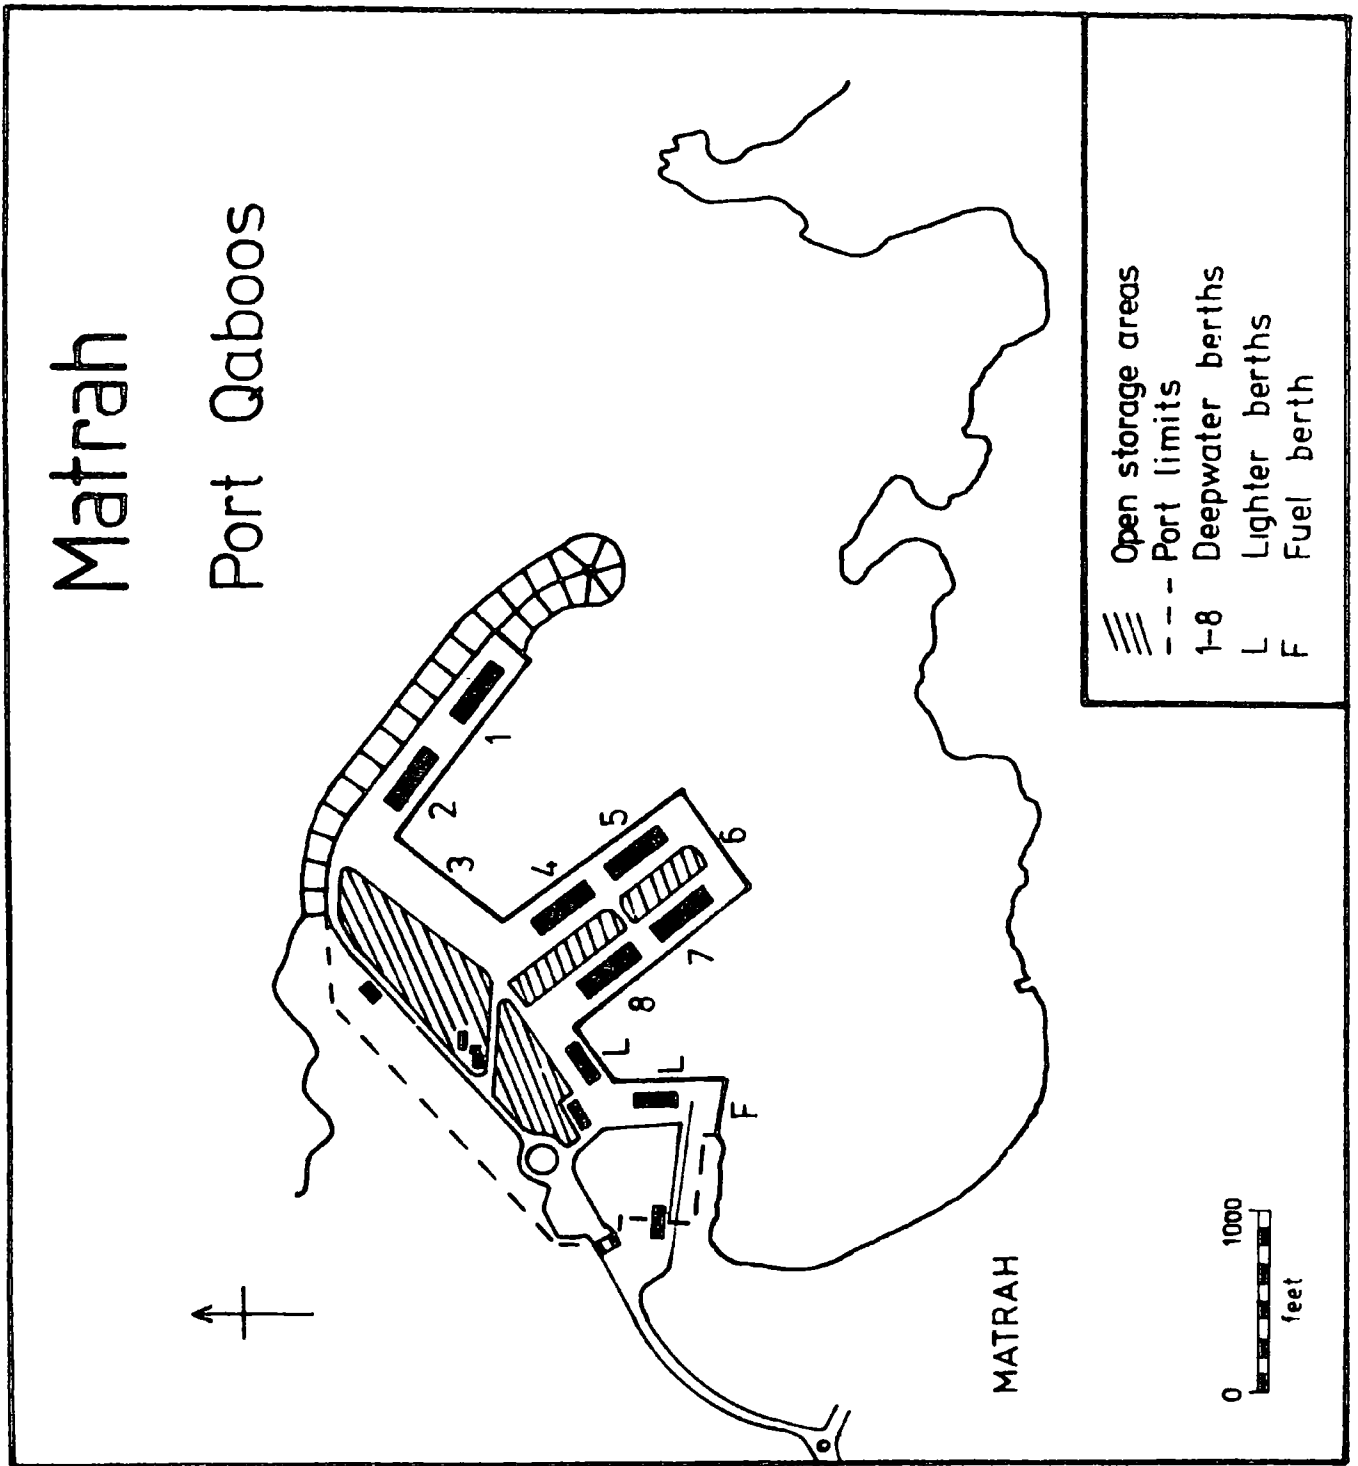 Matrah
Port Qaboos
1
2
3
4
5
6
7
8
L
L
F
MATRAH
0 1000
feet
Open storage areas
Port limits
1-8 Deepwater berths
L Lighter berths
F Fuel berth